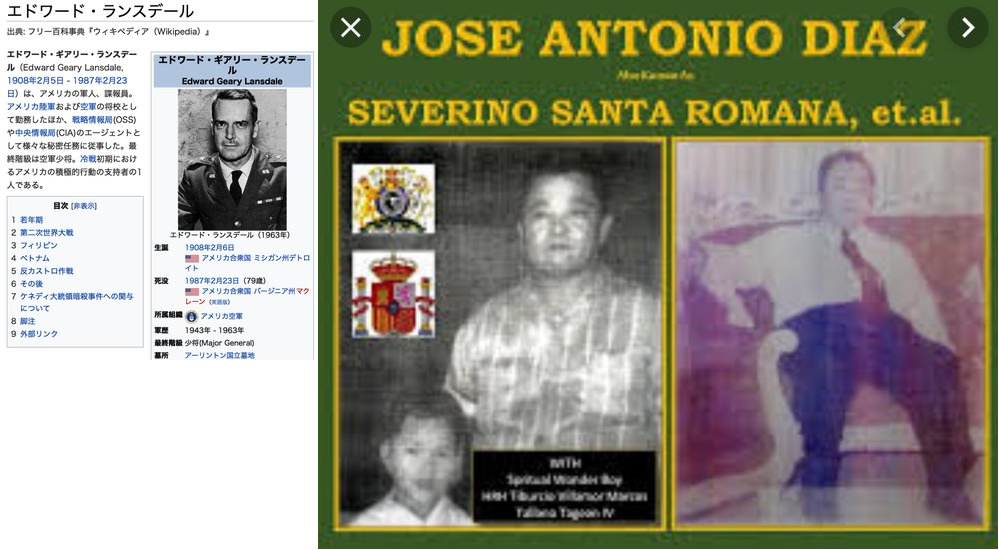 エドワード・ランスデール
出典: フリー百科事典『ウィキペディア（Wikipedia）』
エドワード・ギアリー・ランスデー
ル（Edward Geary Lansdale,
1908年2月5日 - 1987年2月23
日）は、アメリカの軍人、諜報員。
アメリカ陸軍および空軍の将校とし
て勤務したほか、戦略情報局(OSS)
や中央情報局(CIA)のエージェントと
して様々な秘密任務に従事した。最
終階級は空軍少将。冷戦初期におけ
るアメリカの積極的行動の支持者の1
人である。
目次 [非表示]
1 若年期
2 第二次世界大戦
3 フィリピン
4 ベトナム
5 反カストロ作戦
6 その後
7 ケネディ大統領暗殺事件への関与
について
8 脚注
9 外部リンク
エドワード・ギアリー・ランスデー
ル
Edward Geary Lansdale
エドワード・ランスデール（1963年）
生誕 1908年2月6日
アメリカ合衆国 ミシガン州デトロ
イト
死没 1987年2月23日（79歳）
アメリカ合衆国 バージニア州マク
レーン（英語版）
所属組織 アメリカ空軍
軍歴 1943年 - 1963年
最終階級 少将(Major General)
墓所 アーリントン国立墓地
JOSE ANTONIO DIAZ
SEVERINO SANTA ROMANA, et.al.
WITH
Spritual Wonder Boy
HRH Tiburcio Villamor Marcos
Tallano Tagean IV